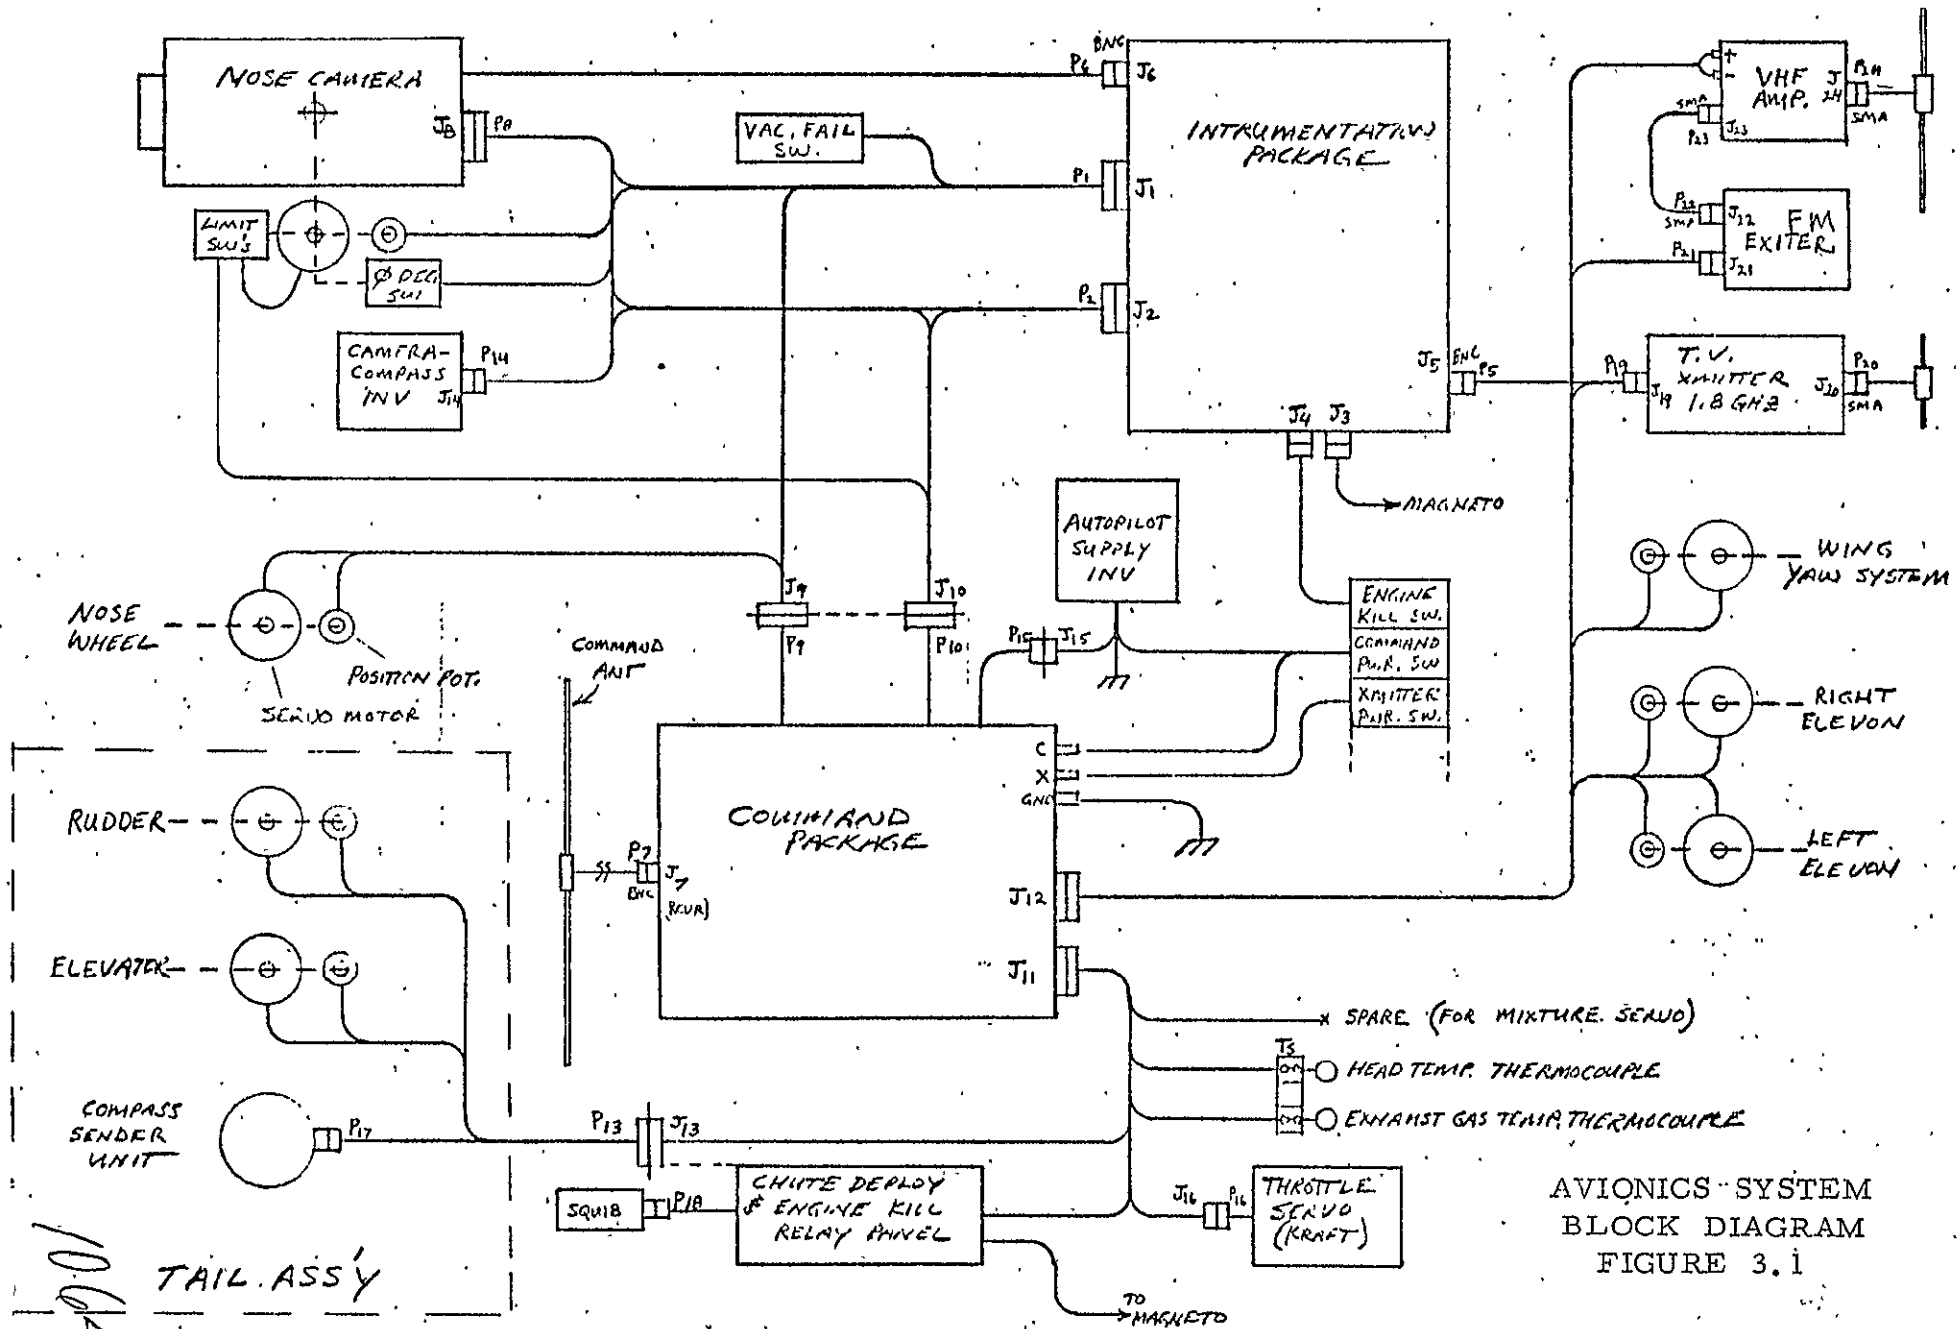 NOSE CAMERA
J8
P8
P6
BNC
J6
VAC. FAIL
SW.
INTRUMENTATION
PACKAGE
P1
J1
P2
J2
LIMIT
SW'S
Ø DEG
SW
CAMERA-
COMPASS
INV
P14
J14
J5
BNC
P5
J4
J3
MAGNETO
+
-
VHF
AMP.
J
24
P24
SMA
SMA
P23
J23
P22
SMA
J22
FM
EXITER
P21
J21
P19
J19
T.V.
XMITTER
1.8 GHZ
J20
P20
SMA
AUTOPILOT
SUPPLY
INV
ENGINE
KILL SW.
COMMAND
PWR. SW
XMITTER
PWR. SW.
P15
J15
J9
P9
J10
P10
NOSE
WHEEL
POSITION POT.
SERVO MOTOR
COMMAND
ANT
WING
YAW SYSTEM
RIGHT
ELEVON
LEFT
ELEVON
C
X
GND
COMMAND
PACKAGE
P7
BNC
J7
(RCVR)
J12
J11
RUDDER
ELEVATOR
COMPASS
SENDER
UNIT
P17
TAIL. ASS'Y
P13
J13
SPARE (FOR MIXTURE SERVO)
TS
HEAD TEMP. THERMOCOUPLE
EXHAUST GAS TEMP. THERMOCOUPLE
SQUIB
P18
CHUTE DEPLOY
& ENGINE KILL
RELAY PANEL
J16
P16
THROTTLE
SERVO
(KRAFT)
TO
MAGNETO
AVIONICS SYSTEM
BLOCK DIAGRAM
FIGURE 3.1